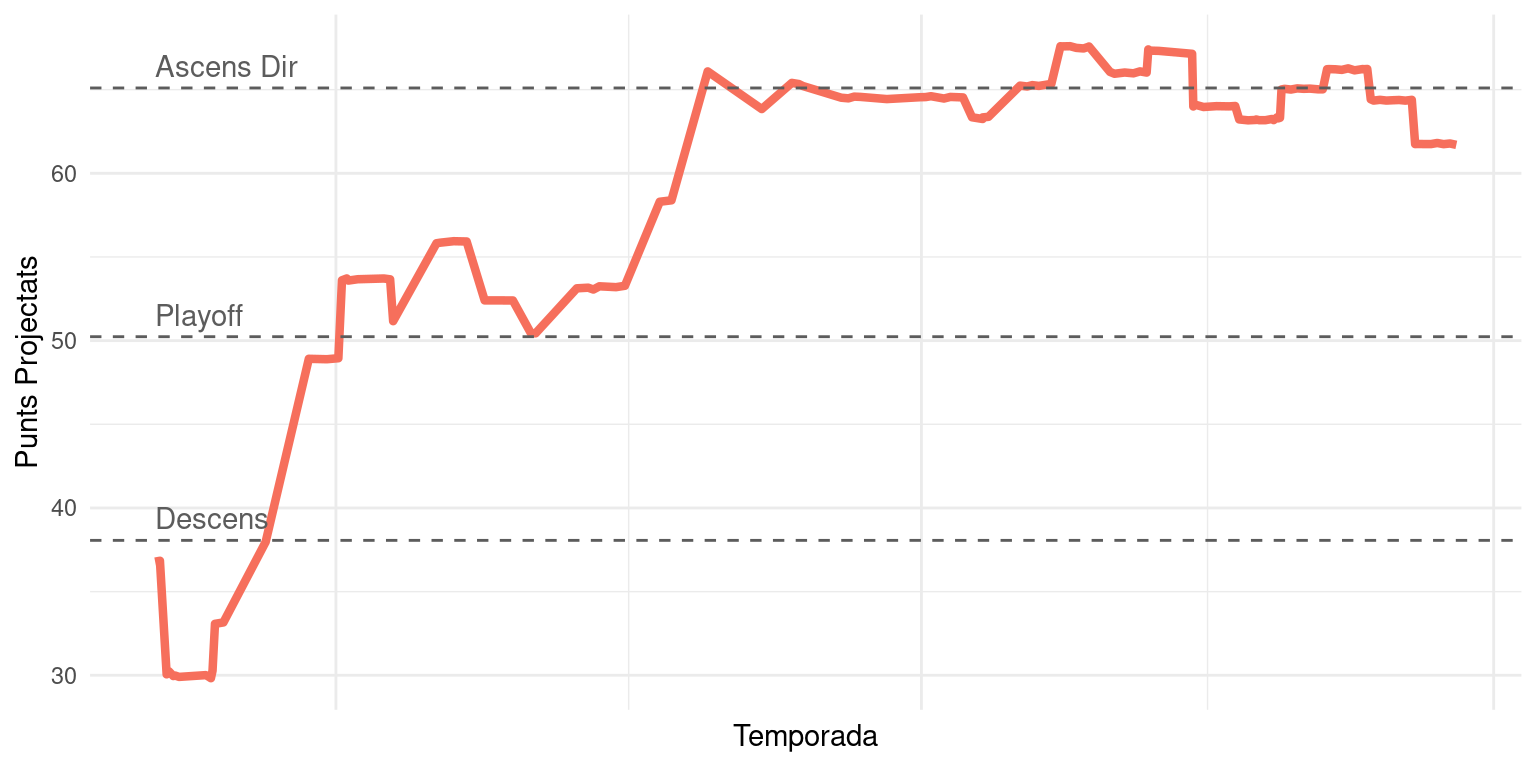 Ascens Dir
60
Playoff
50
Descens
40
30
Punts Projectats
Temporada